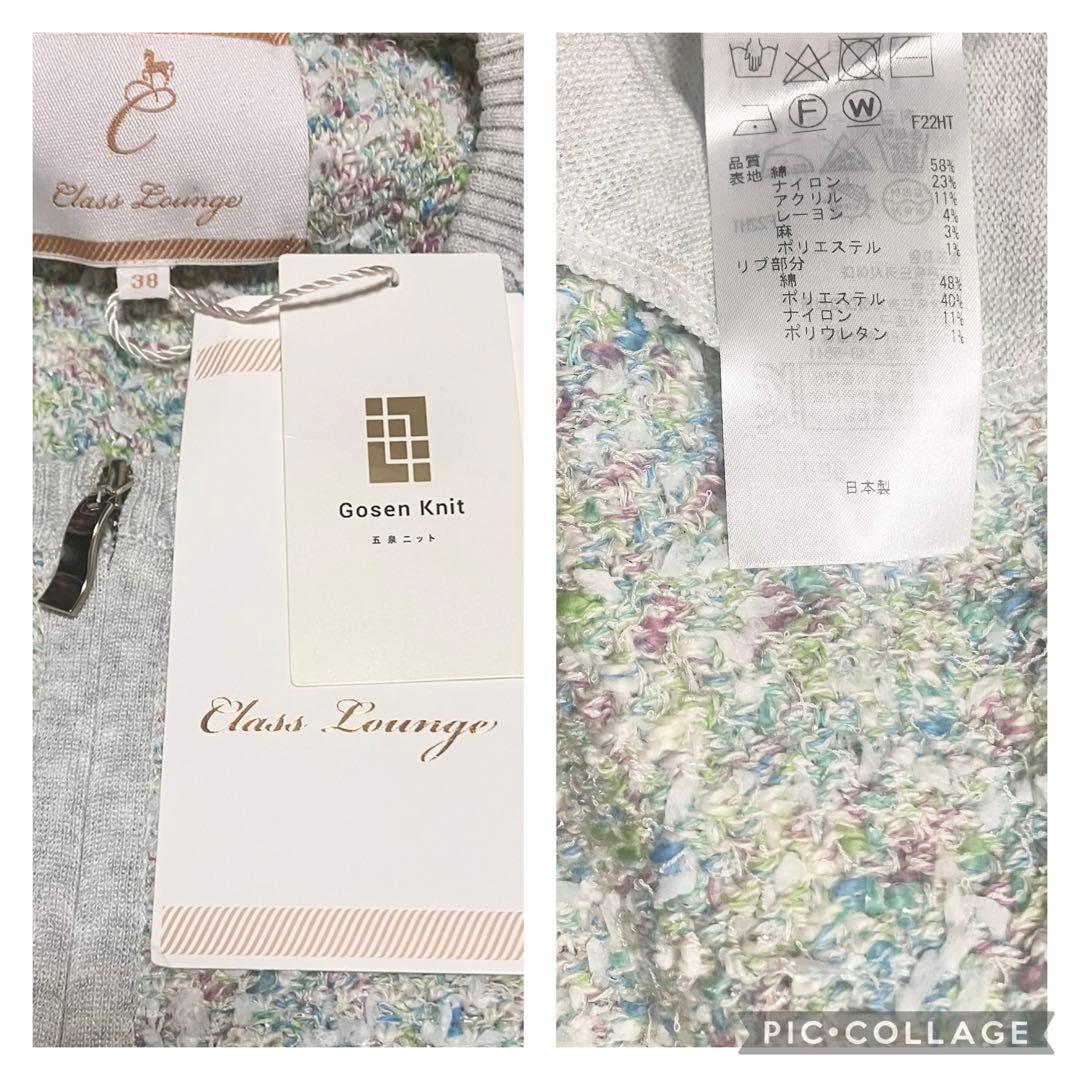 Class Lounge
38
Gosen Knit
五泉ニット
Class Lounge
F
W
F22HT
品質
表地 綿 58%
ナイロン 23%
アクリル 11%
レーヨン 4%
麻 3%
ポリエステル 1%
リブ部分
綿 48%
ポリエステル 40%
ナイロン 11%
ポリウレタン 1%
日本製
PIC•COLLAGE